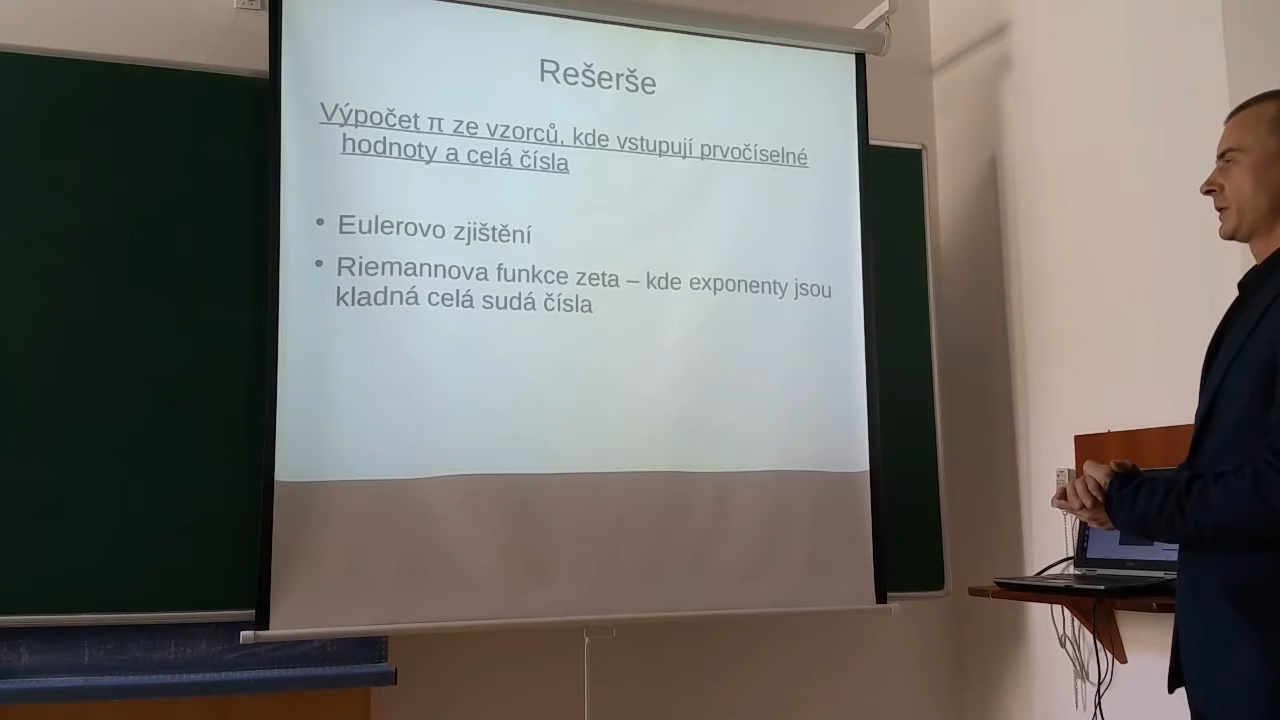 Rešerše
Výpočet π ze vzorců, kde vstupují prvočíselné
hodnoty a celá čísla
• Eulerovo zjištění
• Riemannova funkce zeta – kde exponenty jsou
kladná celá sudá čísla